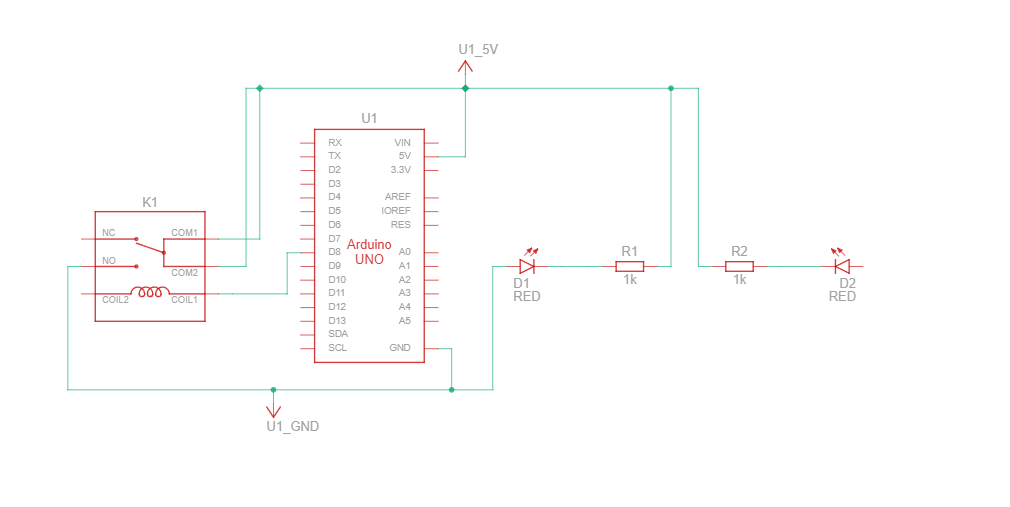 U1_5V
U1
RX VIN
TX 5V
D2 3.3V
D3
D4 AREF
D5 IOREF
D6 RES
D7
D8 A0
D9 A1
D10 A2
D11 A3
D12 A4
D13 A5
SDA
SCL GND
Arduino
UNO
K1
NC COM1
NO
COM2
COIL2 COIL1
D1
RED
R1
1k
R2
1k
D2
RED
U1_GND